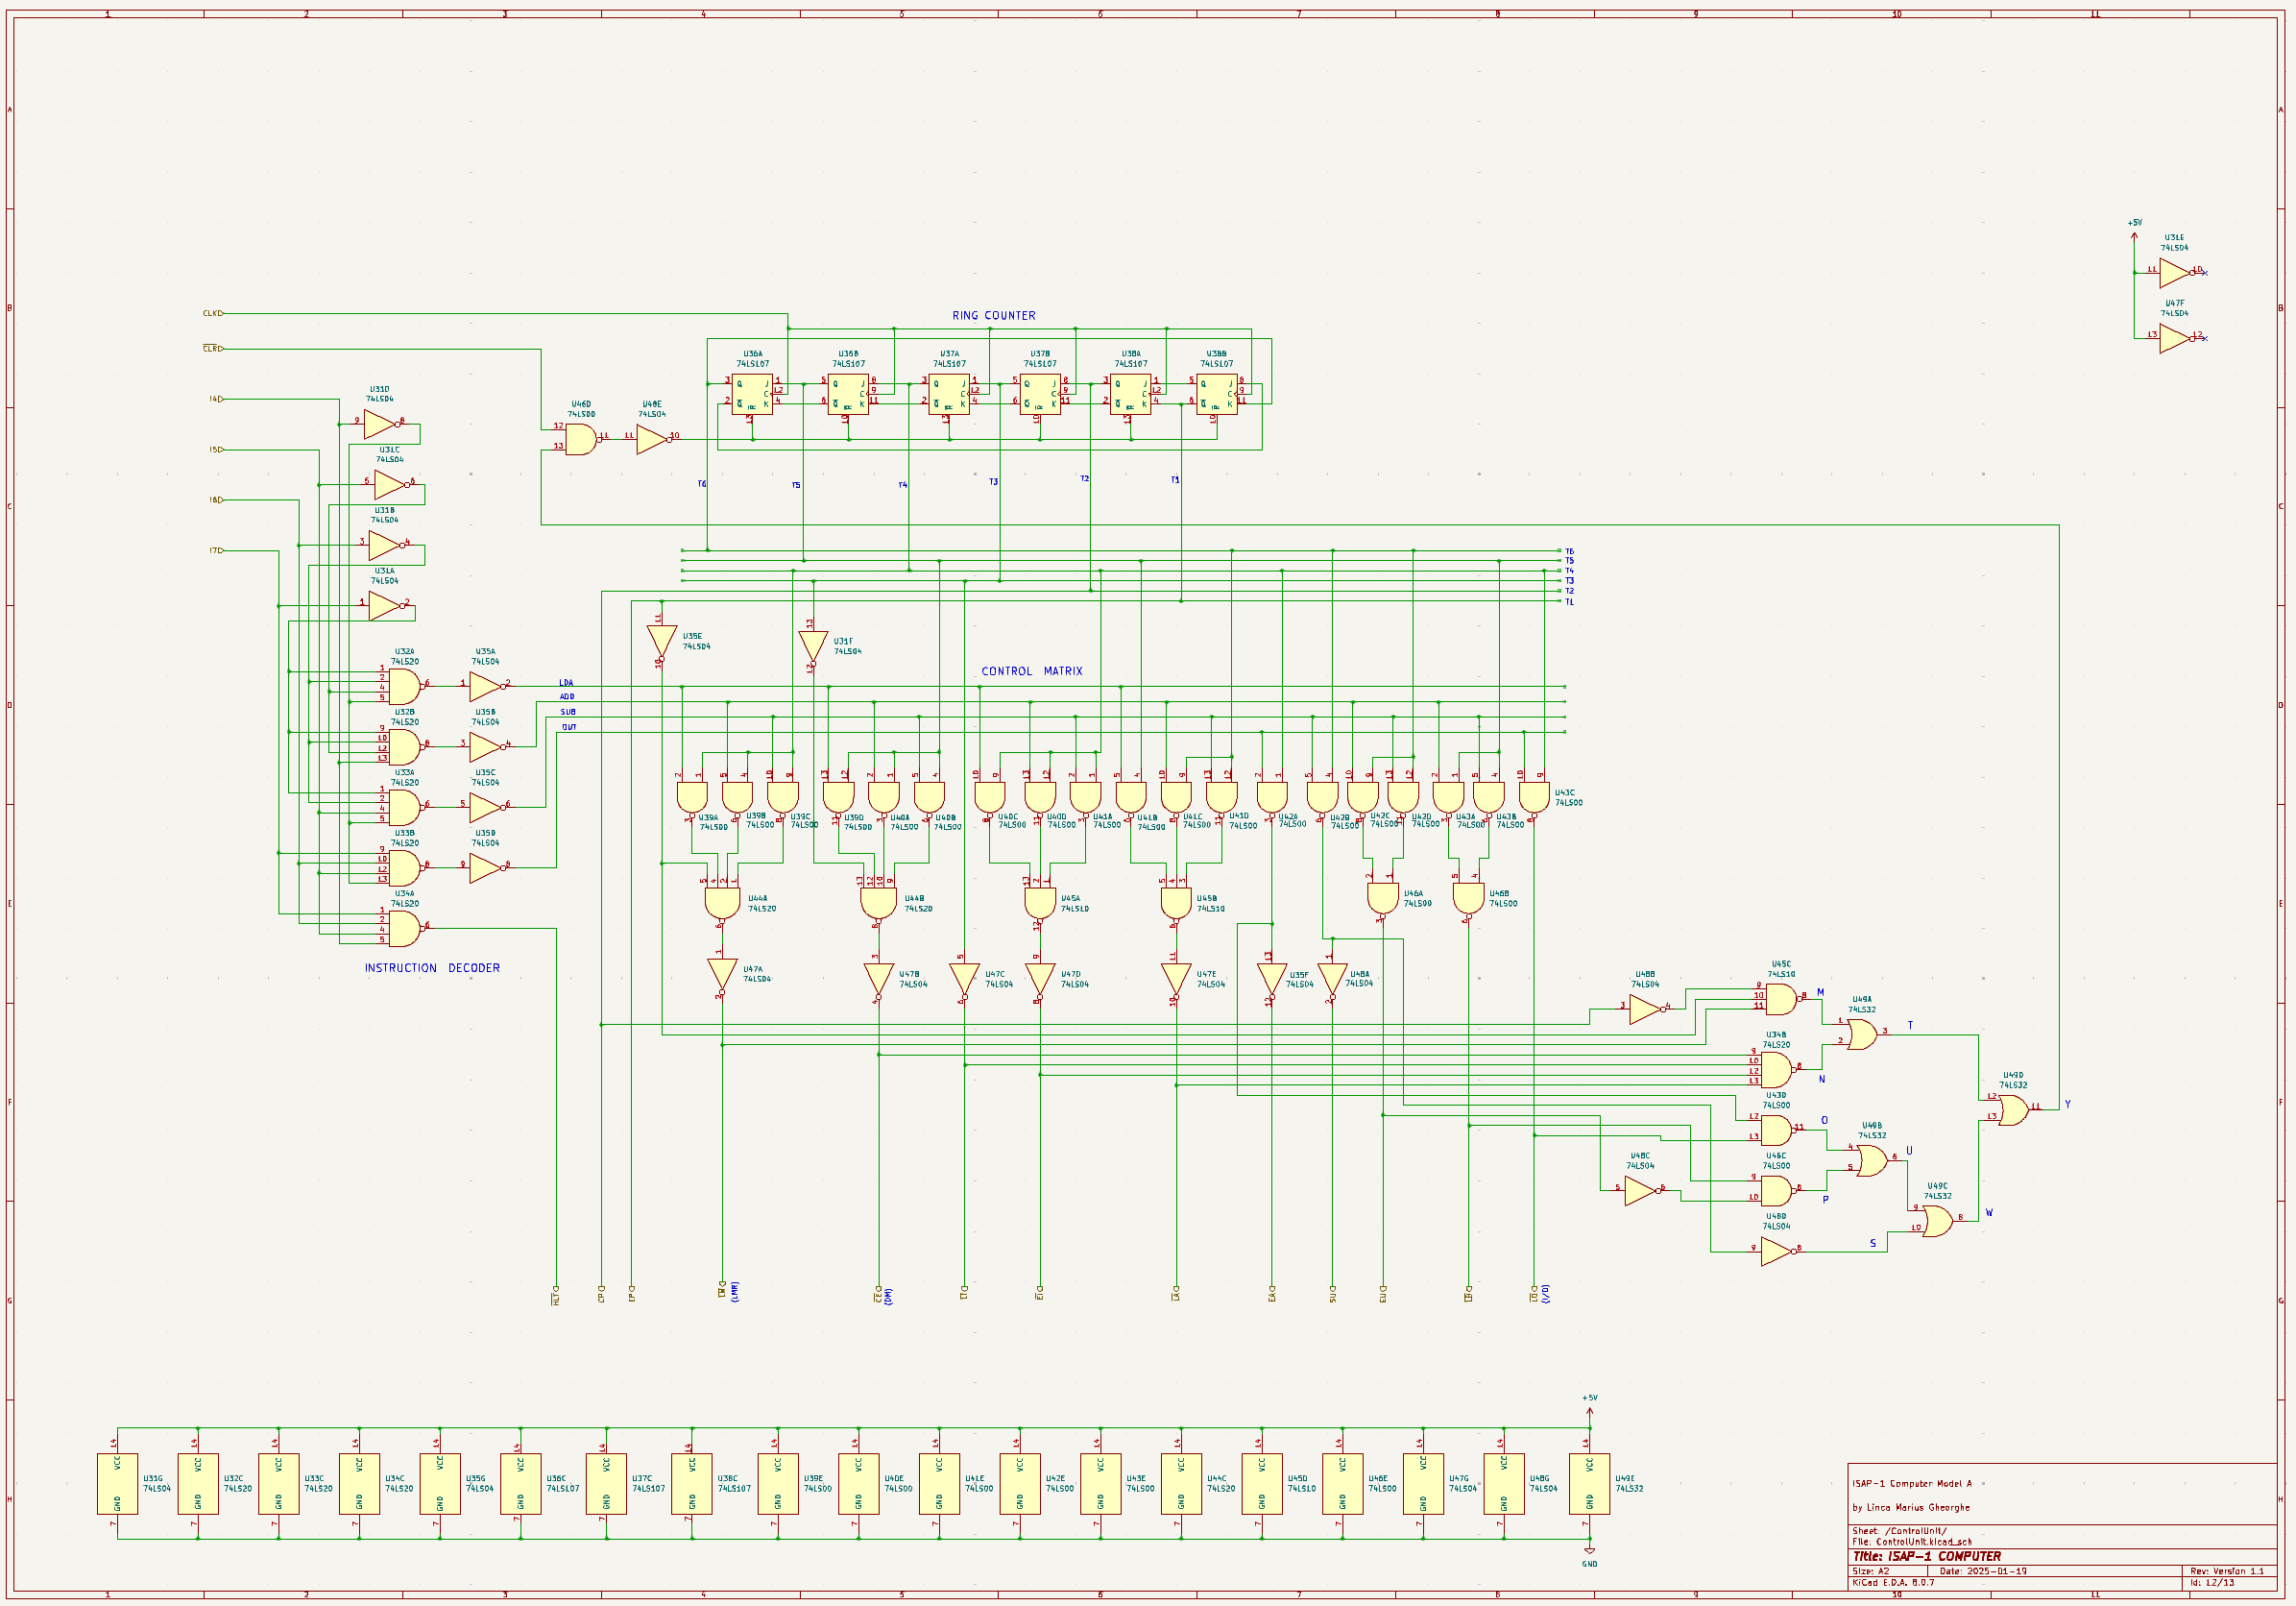 RING COUNTER
CLK
CLR
I4
I5
I6
I7
+5V
U31E
74LS04
U47F
74LS04
U36A
74LS107
U36B
74LS107
U37A
74LS107
U37B
74LS107
U38A
74LS107
U38B
74LS107
U31D
74LS04
U46D
74LS00
U48E
74LS04
U31C
74LS04
U31B
74LS04
U31A
74LS04
T6
T5
T4
T3
T2
T1
T6
T5
T4
T3
T2
T1
U35E
74LS04
U31F
74LS04
CONTROL MATRIX
U32A
74LS20
U35A
74LS04
LDA
ADD
SUB
OUT
U32B
74LS20
U35B
74LS04
U33A
74LS20
U35C
74LS04
U33B
74LS20
U35D
74LS04
U34A
74LS20
INSTRUCTION DECODER
U39A
74LS00
U39B
74LS00
U39C
74LS00
U39D
74LS00
U40A
74LS00
U40B
74LS00
U40C
74LS00
U40D
74LS00
U41A
74LS00
U41B
74LS00
U41C
74LS00
U41D
74LS00
U42A
74LS00
U42B
74LS00
U42C
74LS00
U42D
74LS00
U43A
74LS00
U43B
74LS00
U43C
74LS00
U44A
74LS20
U44B
74LS20
U45A
74LS10
U45B
74LS10
U46A
74LS00
U46B
74LS00
U47A
74LS04
U47B
74LS04
U47C
74LS04
U47D
74LS04
U47E
74LS04
U35F
74LS04
U48A
74LS04
U48B
74LS04
U45C
74LS10
M
U49A
74LS32
T
U34B
74LS20
N
U43D
74LS00
O
U49B
74LS32
U
U49D
74LS32
Y
U48C
74LS04
U46C
74LS00
P
U49C
74LS32
W
U48D
74LS04
S
HLT
CP
EP
LM
(LMR)
CE
(DM)
LI
EI
LA
EA
SU
EU
LB
LO
(I/O)
+5V
U31G
74LS04
U32C
74LS20
U33C
74LS20
U34C
74LS20
U35G
74LS04
U36C
74LS107
U37C
74LS107
U38C
74LS107
U39E
74LS00
U40E
74LS00
U41E
74LS00
U42E
74LS00
U43E
74LS00
U44C
74LS20
U45D
74LS10
U46E
74LS00
U47G
74LS04
U48G
74LS04
U49E
74LS32
GND
ISAP-1 Computer Model A
by Linca Marius Gheorghe
Sheet: /ControlUnit/
File: ControlUnit.kicad_sch
Title: ISAP-1 COMPUTER
Size: A2 Date: 2025-01-19 Rev: Version 1.1
KiCad E.D.A. 8.0.7 Id: 12/13